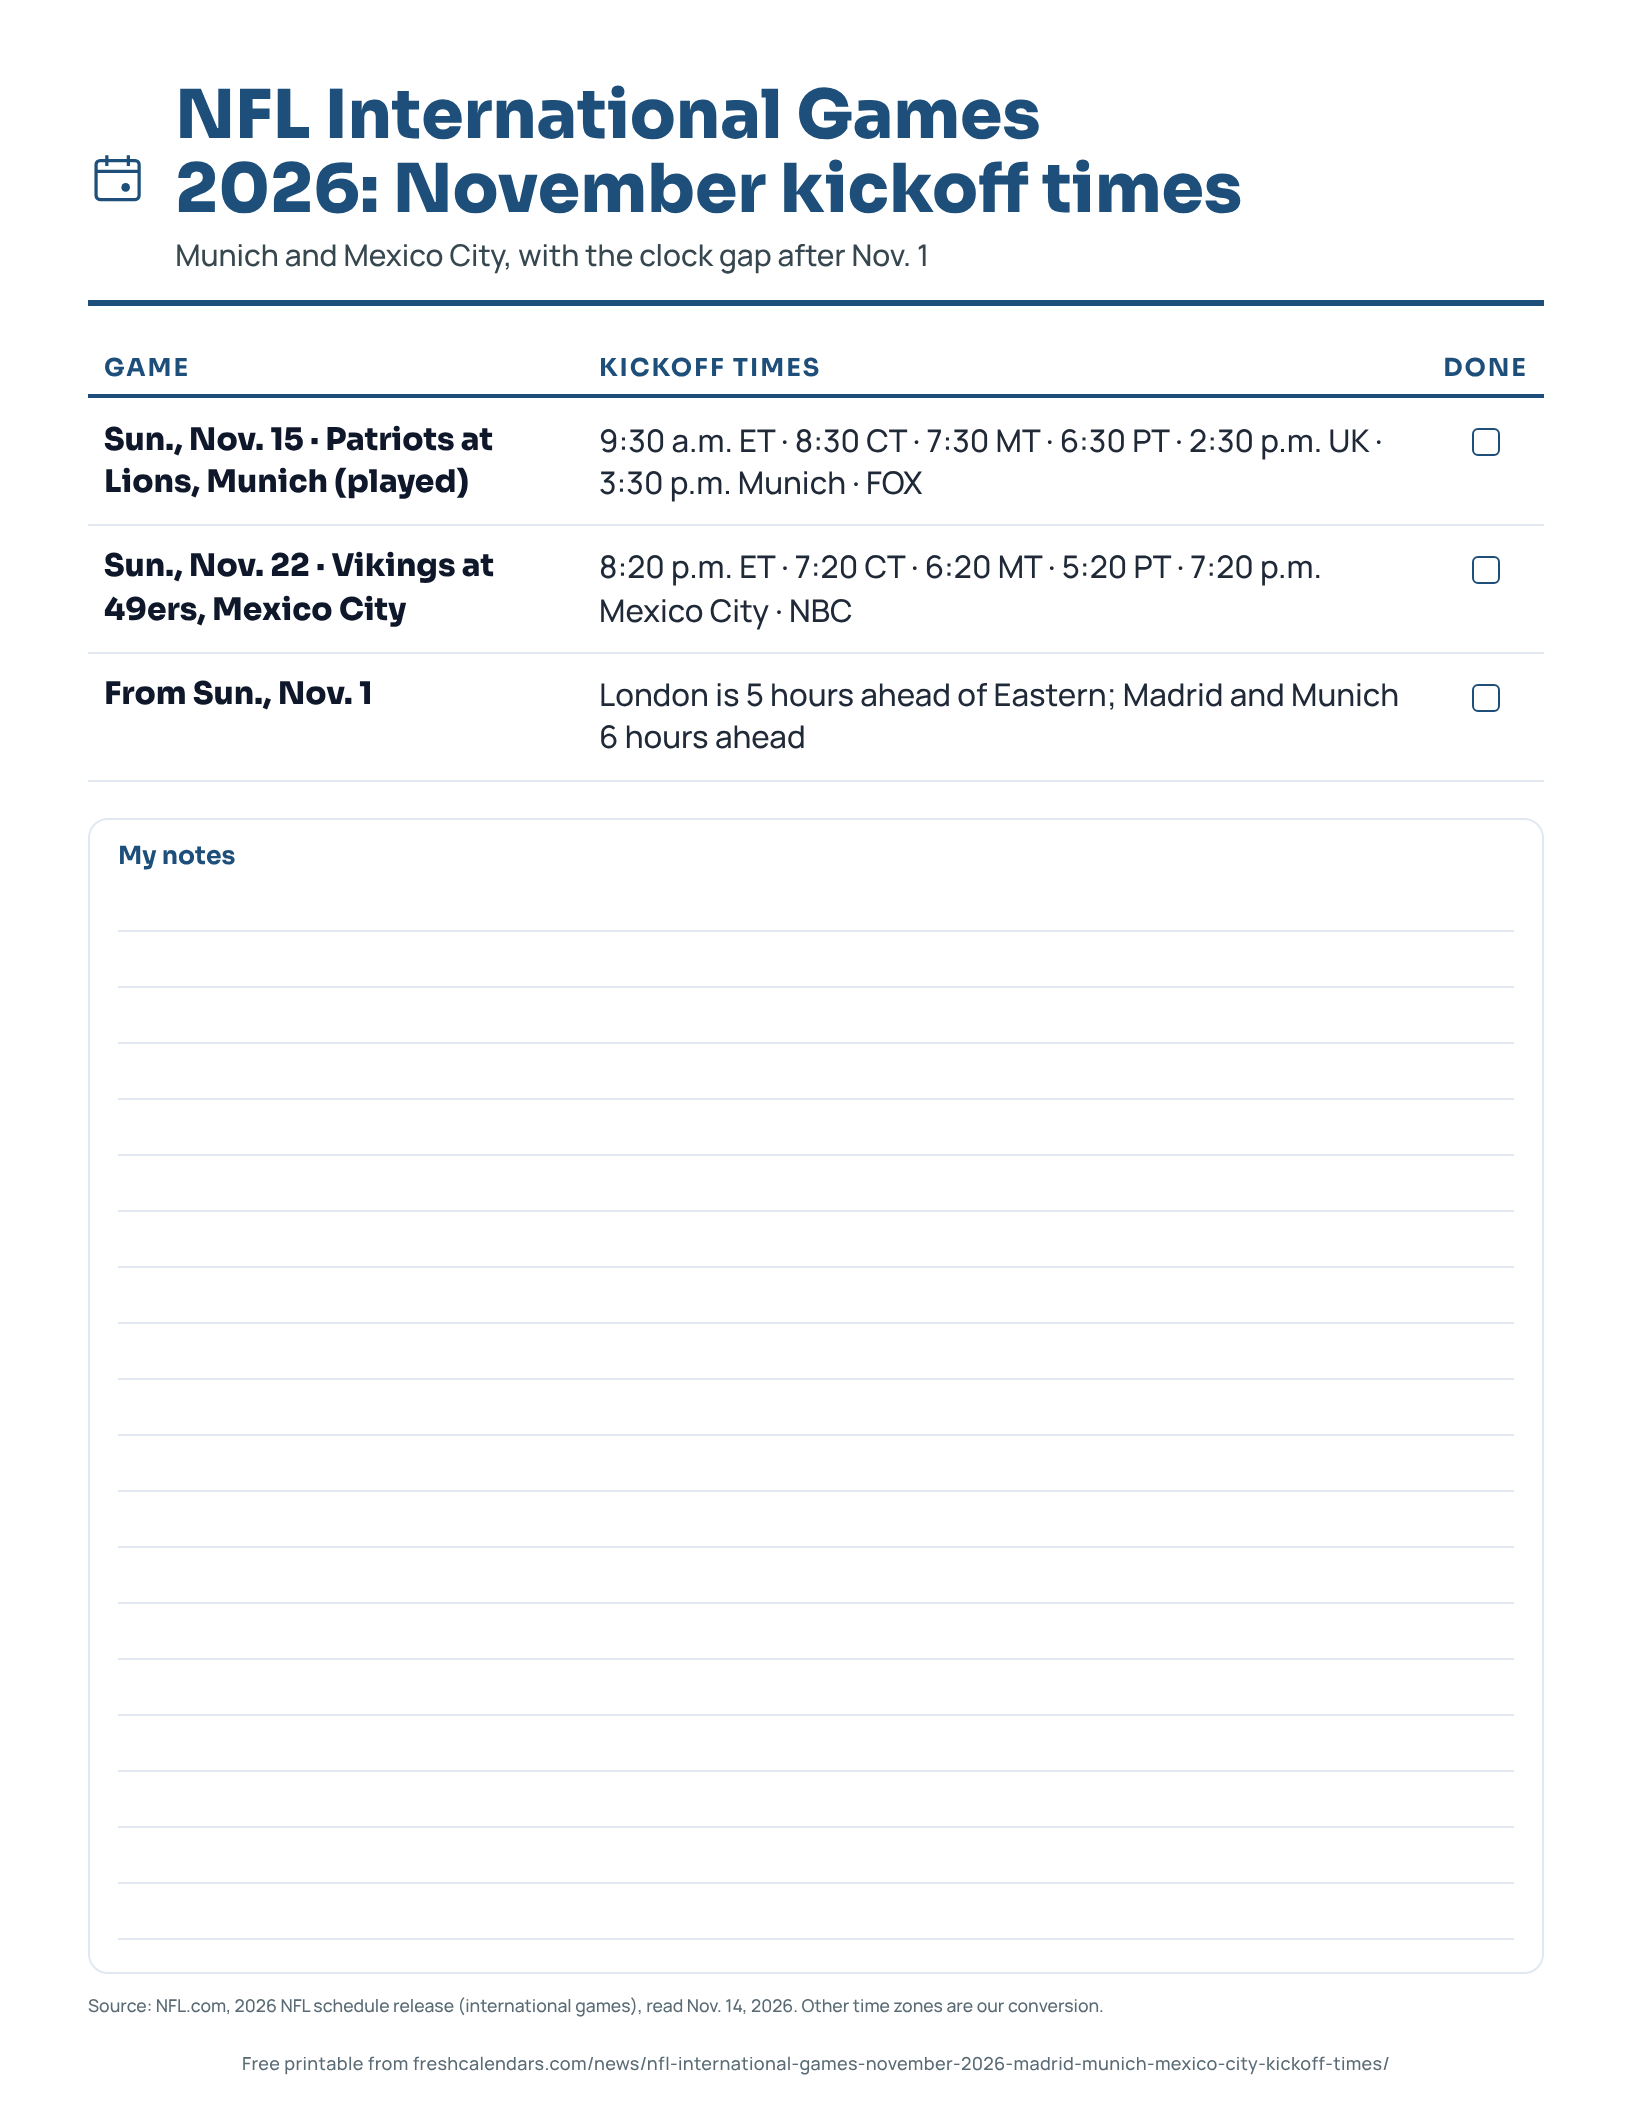 NFL International Games
2026: November kickoff times
Munich and Mexico City, with the clock gap after Nov. 1
GAME KICKOFF TIMES DONE
Sun., Nov. 15 · Patriots at
Lions, Munich (played)
9:30 a.m. ET · 8:30 CT · 7:30 MT · 6:30 PT · 2:30 p.m. UK ·
3:30 p.m. Munich · FOX
Sun., Nov. 22 · Vikings at
49ers, Mexico City
8:20 p.m. ET · 7:20 CT · 6:20 MT · 5:20 PT · 7:20 p.m.
Mexico City · NBC
From Sun., Nov. 1
London is 5 hours ahead of Eastern; Madrid and Munich
6 hours ahead
My notes
Source: NFL.com, 2026 NFL schedule release (international games), read Nov. 14, 2026. Other time zones are our conversion.
Free printable from freshcalendars.com/news/nfl-international-games-november-2026-madrid-munich-mexico-city-kickoff-times/